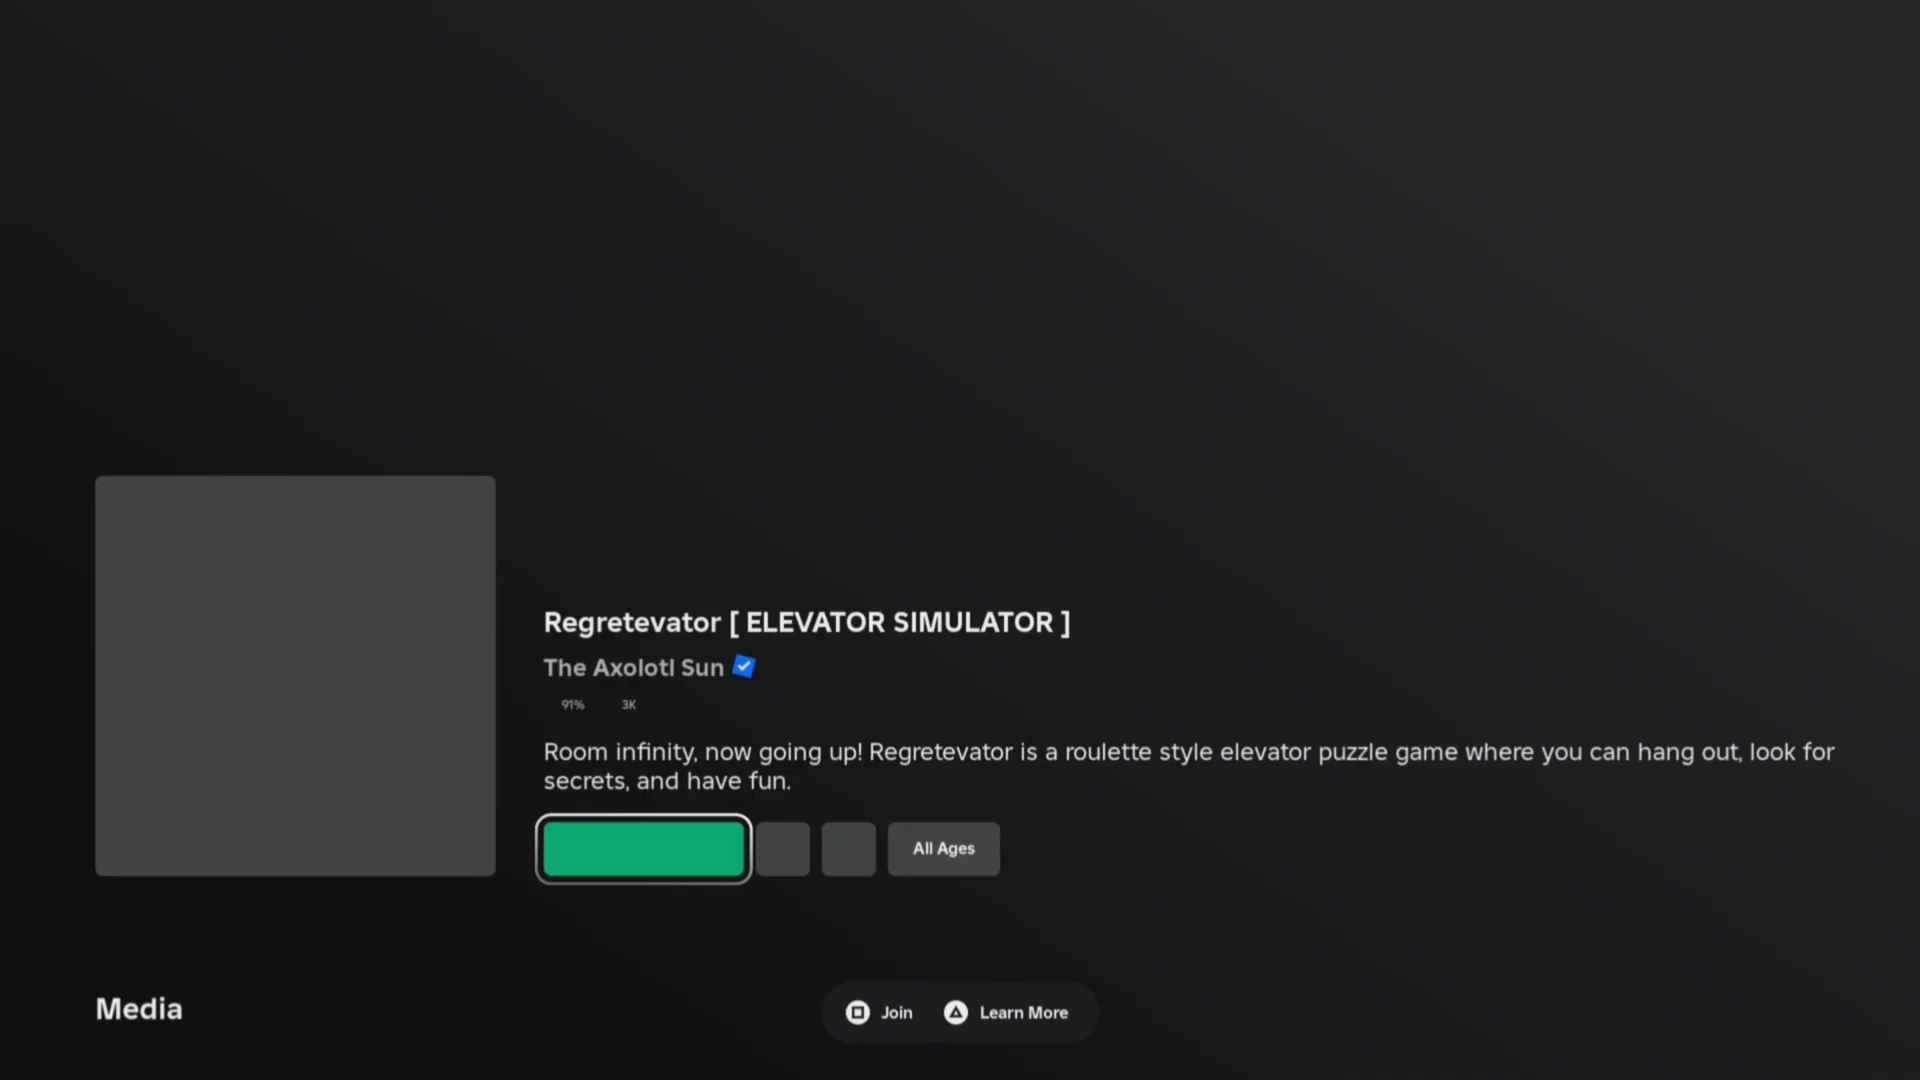 Regretevator [ ELEVATOR SIMULATOR ]
The Axolotl Sun
91% 3K
Room infinity, now going up! Regretevator is a roulette style elevator puzzle game where you can hang out, look for
secrets, and have fun.
All Ages
Media
Join Learn More